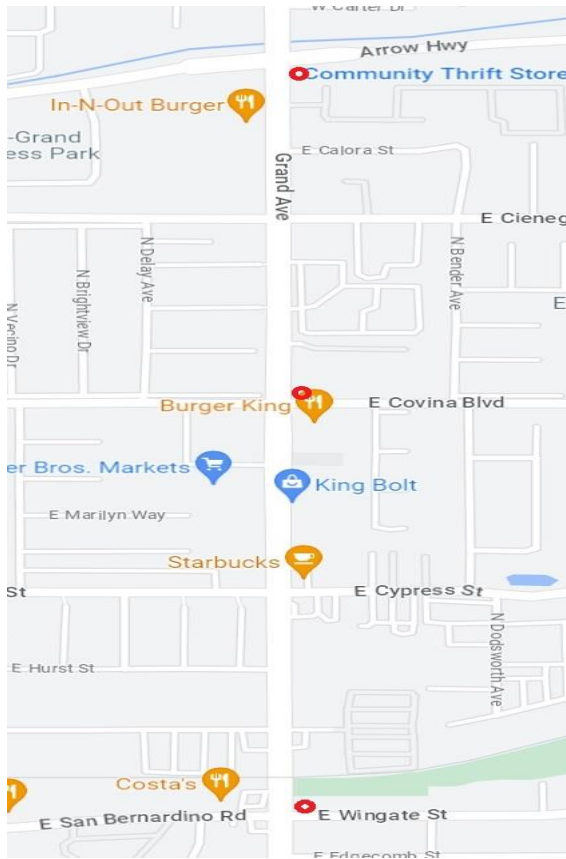 W Carter Dr
Arrow Hwy
Community Thrift Store
In-N-Out Burger
-Grand
ess Park
E Calora St
Grand Ave
E Cieneg
N Delay Ave
N Bender Ave
N Brightview Dr
N Vecino Dr
E
Burger King
E Covina Blvd
er Bros. Markets
King Bolt
E Marilyn Way
Starbucks
St
E Cypress St
N Dodsworth Ave
E Hurst St
Costa's
E San Bernardino Rd
E Wingate St
E Edgecomb St